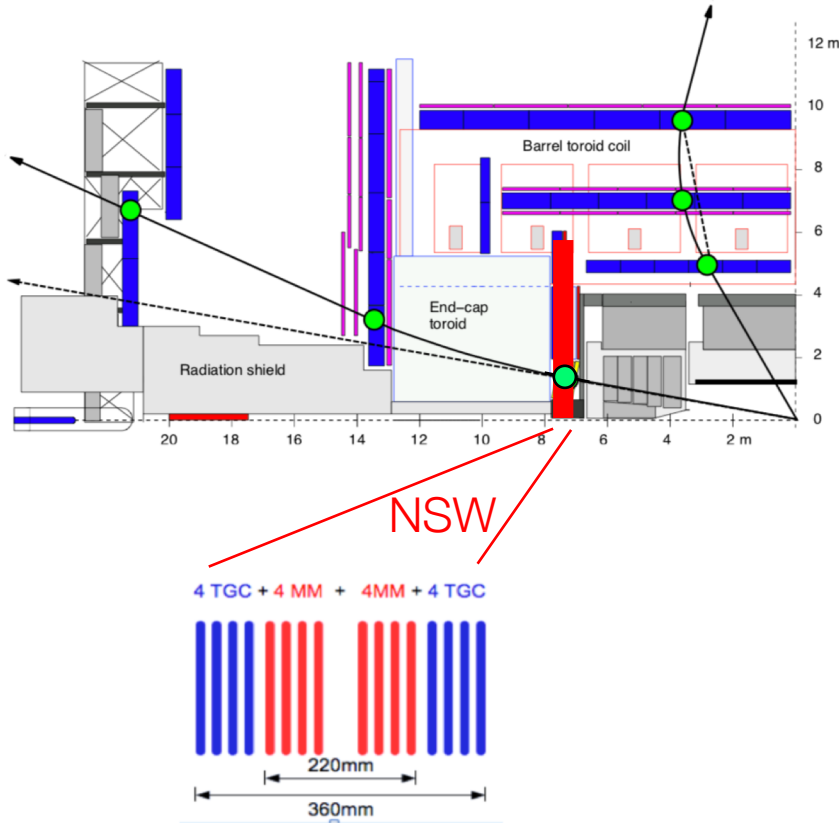 12 m
10
Barrel toroid coil
8
6
4
End–cap
toroid
Radiation shield
2
0
20 18 16 14 12 10 8 6 4 2 m
NSW
4 TGC + 4 MM + 4MM + 4 TGC
220mm
360mm